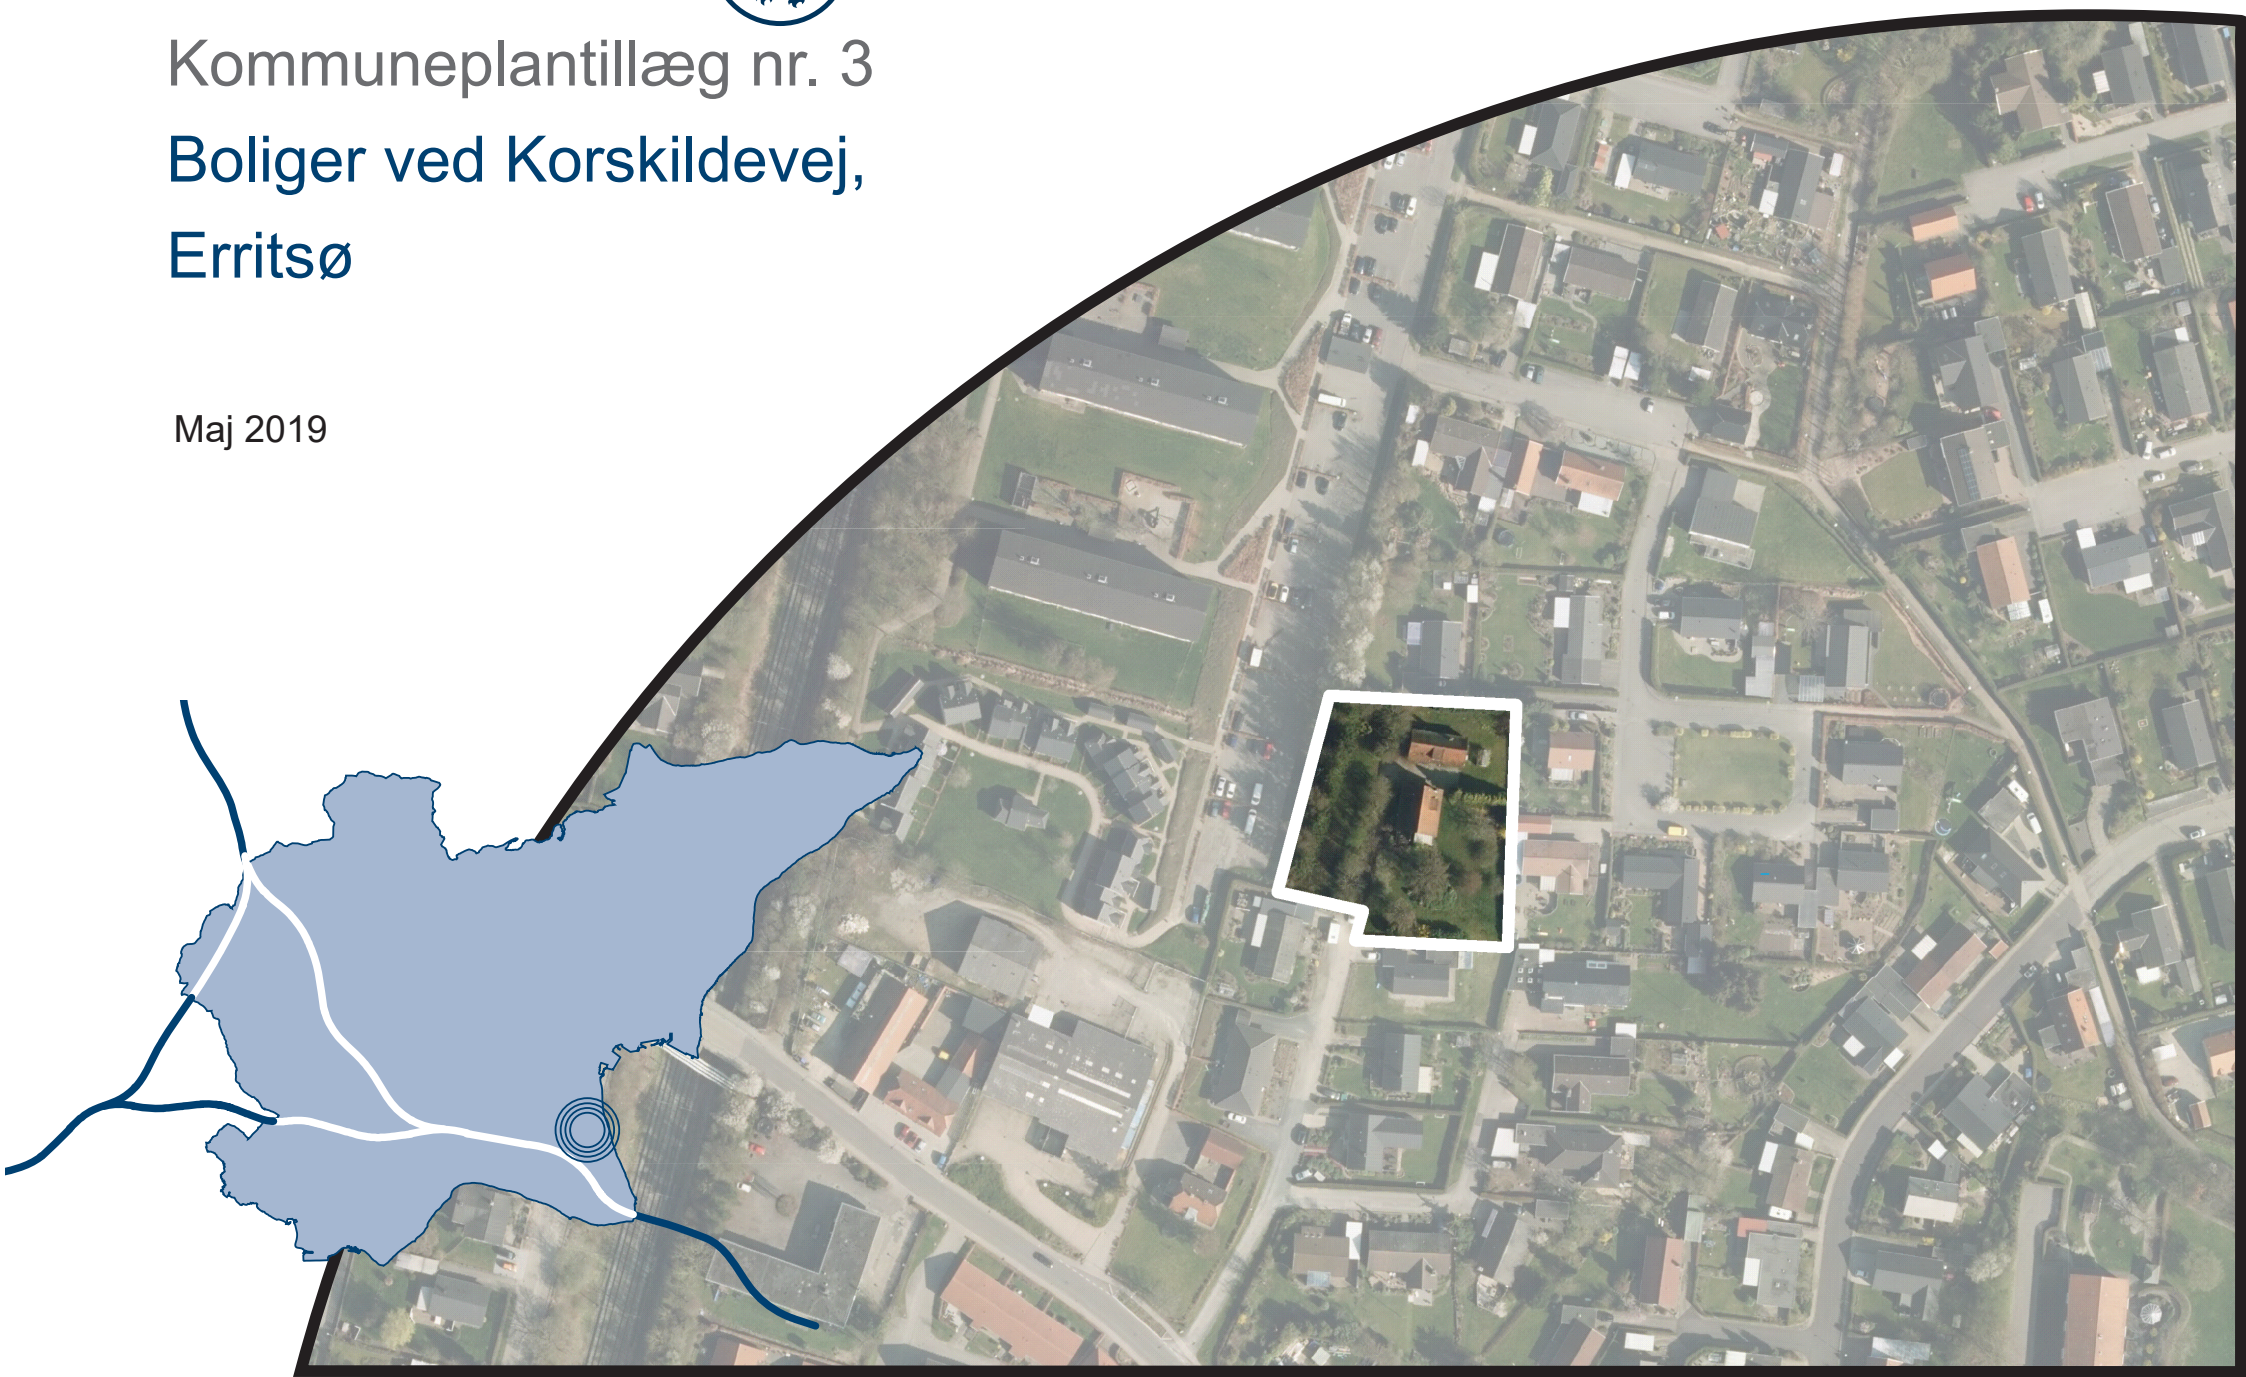 Kommuneplantillæg nr. 3
Boliger ved Korskildevej,
Erritsø
Maj 2019